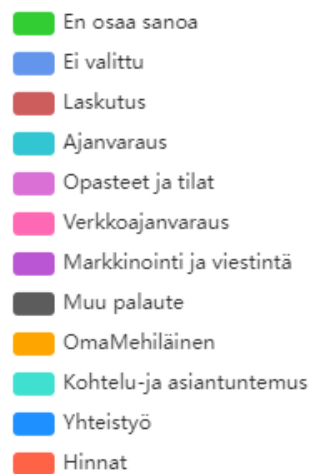 En osaa sanoa
Ei valittu
Laskutus
Ajanvaraus
Opasteet ja tilat
Verkkoajanvaraus
Markkinointi ja viestintä
Muu palaute
OmaMehiläinen
Kohtelu-ja asiantuntemus
Yhteistyö
Hinnat